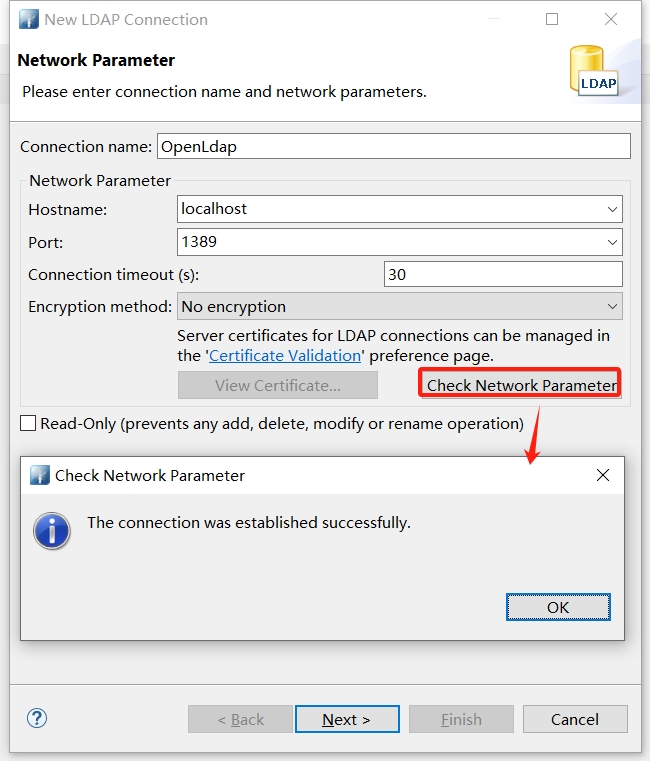 New LDAP Connection
Network Parameter
Please enter connection name and network parameters.
LDAP
Connection name: OpenLdap
Network Parameter
Hostname: localhost
Port: 1389
Connection timeout (s): 30
Encryption method: No encryption
Server certificates for LDAP connections can be managed in
the 'Certificate Validation' preference page.
View Certificate... Check Network Parameter
Read-Only (prevents any add, delete, modify or rename operation)
Check Network Parameter
The connection was established successfully.
OK
< Back Next > Finish Cancel